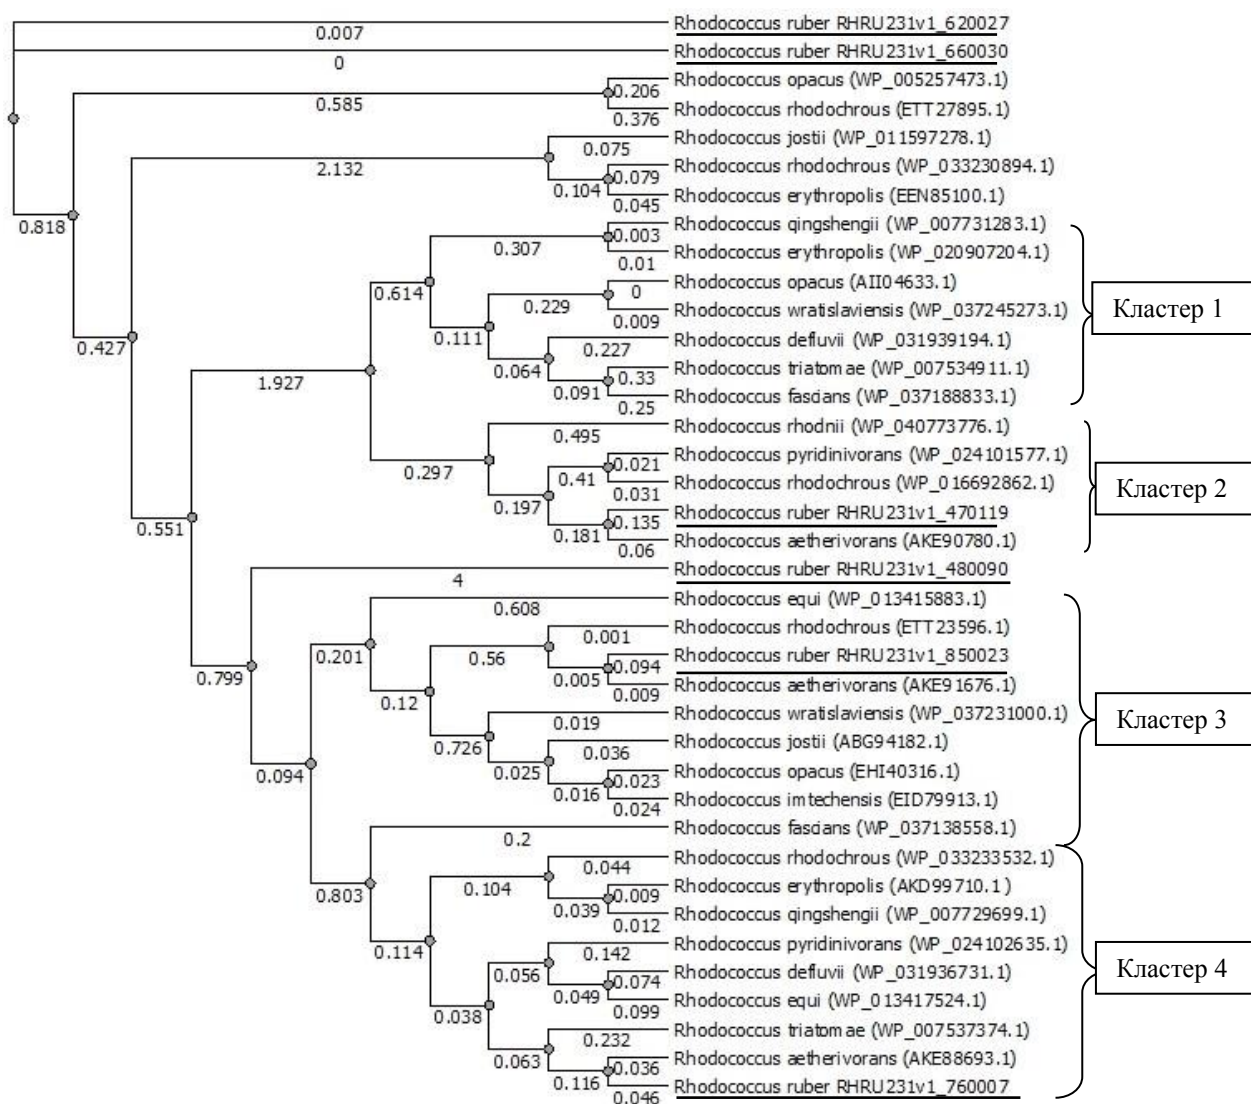 Rhodococcus ruber RHRU231v1_620027
0.007
Rhodococcus ruber RHRU231v1_660030
0
Rhodococcus opacus (WP_005257473.1)
0.206
0.585
Rhodococcus rhodochrous (ETT27895.1)
0.376
Rhodococcus jostii (WP_011597278.1)
0.075
2.132
Rhodococcus rhodochrous (WP_033230894.1)
0.079
0.104
Rhodococcus erythropolis (EEN85100.1)
0.045
0.818
Rhodococcus qingshengii (WP_007731283.1)
0.003
0.307
Rhodococcus erythropolis (WP_020907204.1)
0.01
Rhodococcus opacus (AII04633.1)
0
0.614
0.229
Rhodococcus wratislaviensis (WP_037245273.1)
0.009
Кластер 1
0.111
Rhodococcus defluvii (WP_031939194.1)
0.227
0.427
0.064
Rhodococcus triatomae (WP_0075349 11.1)
0.33
1.927
0.091
Rhodococcus fascians (WP_037188833.1)
0.25
Rhodococcus rhodnii (WP_040773776.1)
0.495
Rhodococcus pyridinivorans (WP_024101577.1)
0.021
0.297
0.41
Rhodococcus rhodochrous (WP_016692862.1)
0.031
Кластер 2
0.197
Rhodococcus ruber RHRU231v1_470119
0.135
0.551
0.181
Rhodococcus aetherivorans (AKE90780.1)
0.06
Rhodococcus ruber RHRU231v1_480090
4
Rhodococcus equi (WP_013415883.1)
0.608
Rhodococcus rhodochrous (ETT23596.1)
0.001
0.201
0.56
Rhodococcus ruber RHRU231v1_850023
0.094
0.799
0.005
Rhodococcus aetherivorans (AKE91676.1)
0.009
0.12
Rhodococcus wratislaviensis (WP_037231000.1)
0.019
Кластер 3
0.726
Rhodococcus jostii (ABG94182.1)
0.036
0.025
Rhodococcus opacus (EHI40316.1)
0.023
0.094
0.016
Rhodococcus imtechensis (EID79913.1)
0.024
Rhodococcus fascians (WP_037138558.1)
0.2
Rhodococcus rhodochrous (WP_033233532.1)
0.044
0.104
Rhodococcus erythropolis (AKD99710.1)
0.009
0.803
0.039
Rhodococcus qingshengii (WP_007729699.1)
0.012
Rhodococcus pyridinivorans (WP_024102635.1)
0.142
0.114
0.056
Rhodococcus defluvii (WP_031936731.1)
0.074
Кластер 4
0.049
Rhodococcus equi (WP_013417524.1)
0.099
0.038
Rhodococcus triatomae (WP_007537374.1)
0.232
0.063
Rhodococcus aetherivorans (AKE88693.1)
0.036
0.116
Rhodococcus ruber RHRU231v1_760007
0.046